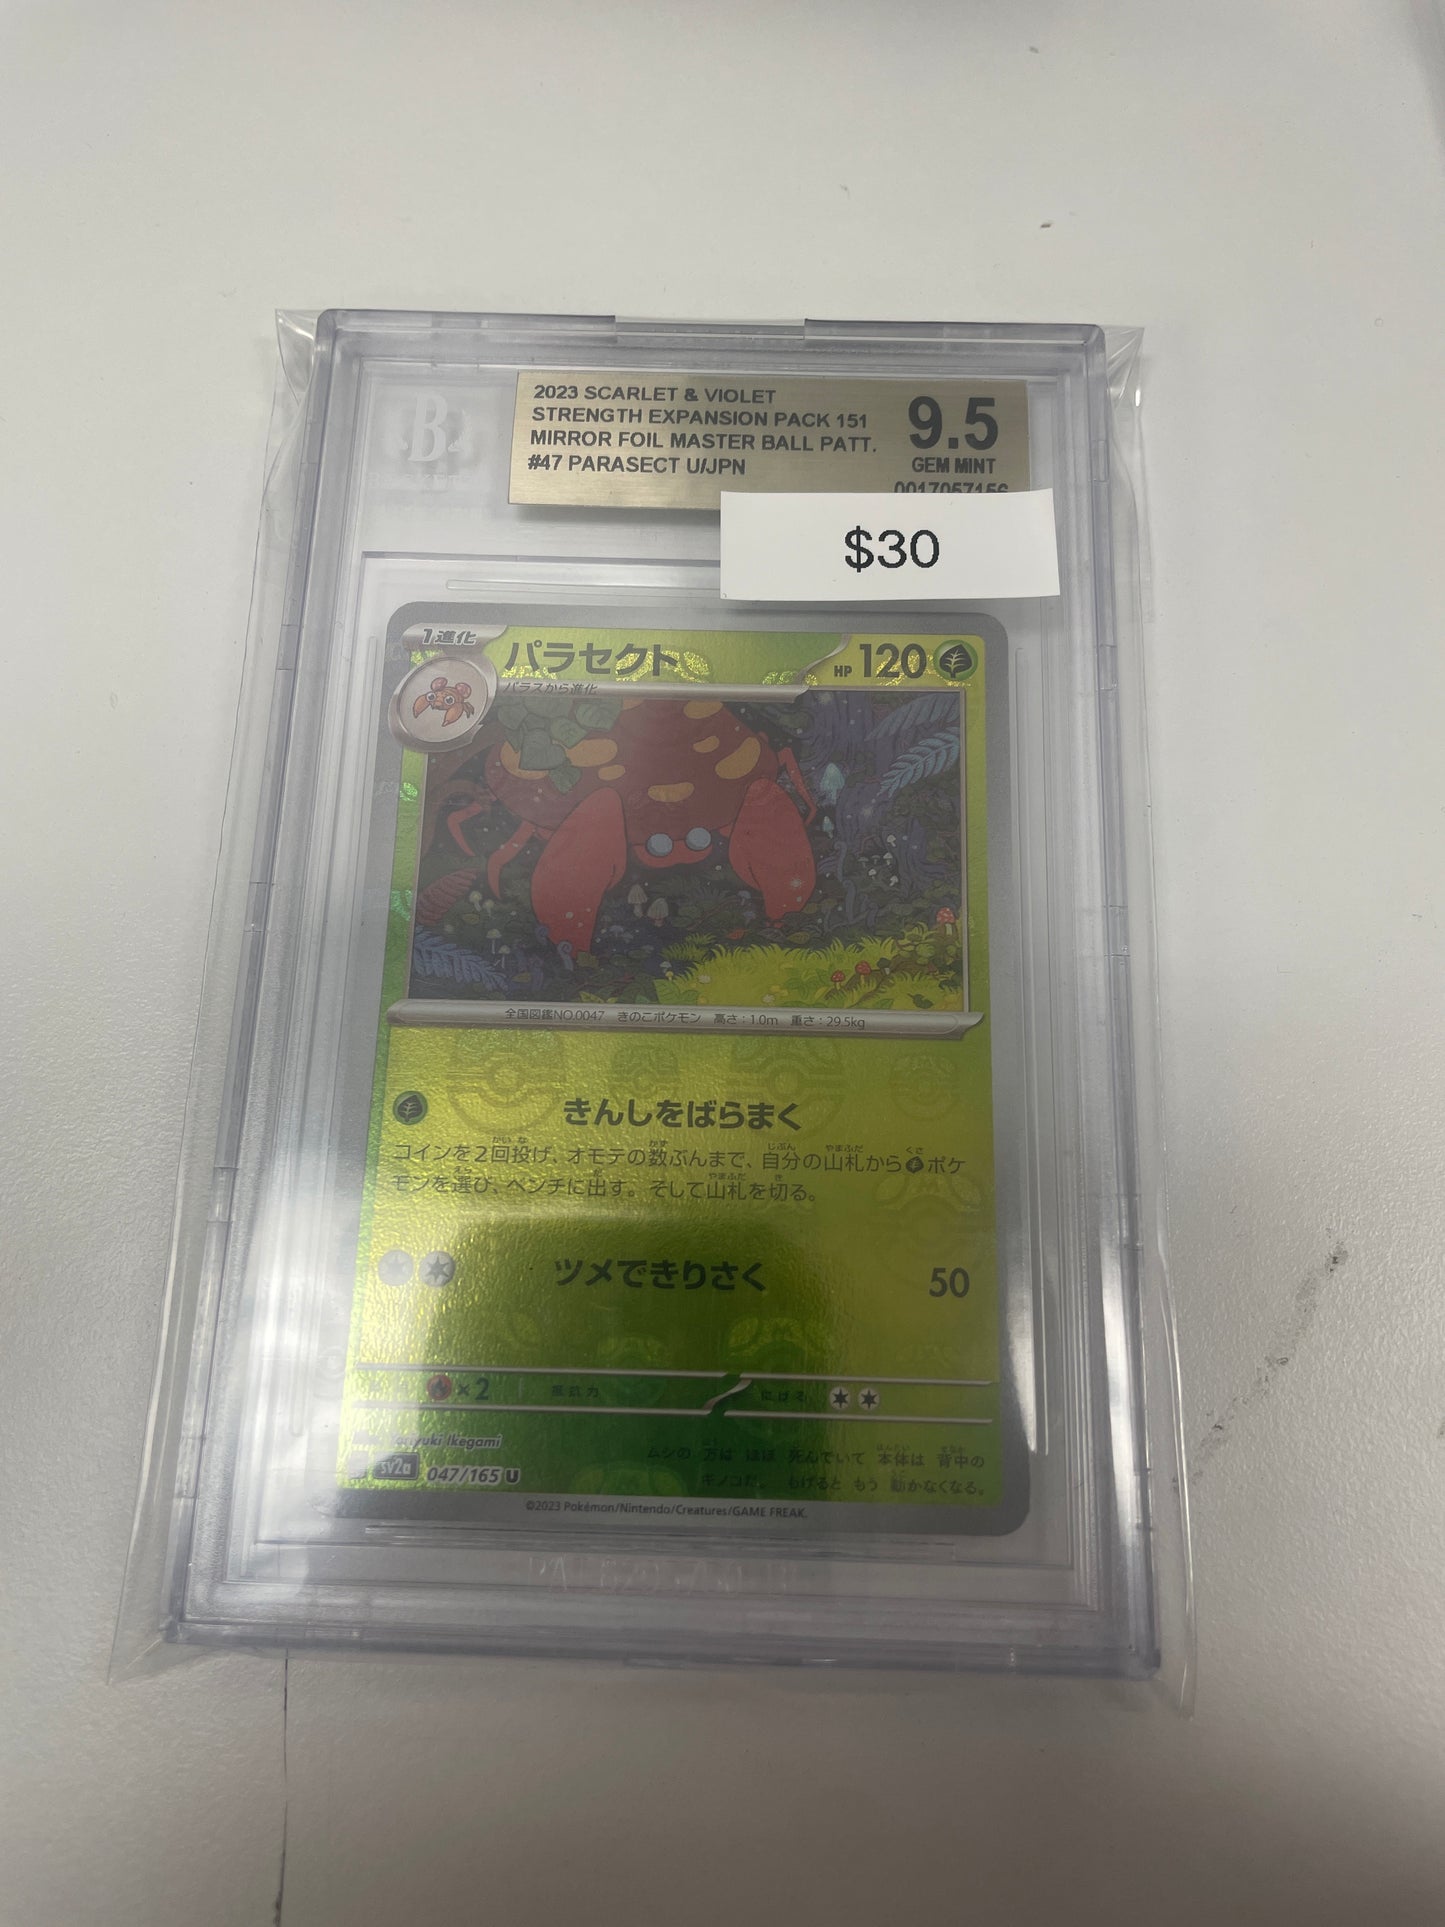 2023 SCARLET & VIOLET
STRENGTH EXPANSION PACK 151
MIRROR FOIL MASTER BALL PATT.
#47 PARASECT U/JPN
9.5
GEM MINT
B
$30
1進化
パラセクト
HP 120
パラスから進化
全国図鑑NO.0047 きのこポケモン 高さ:1.0m 重さ:29.5kg
きんしをばらまく
コインを2回投げ、オモテの数ぶんまで、自分の山札からポケ
モンを選び、ベンチに出す。そして山札を切る。
ツメできりさく 50
×2 抵抗力 にげる
Ikegami
sv2a 047/165 U
ムシの 方は ほぼ 死んでいて 本体は 背中の
キノコだ。 もげると もう 動かなくなる。
©2023 Pokémon/Nintendo/Creatures/GAME FREAK.